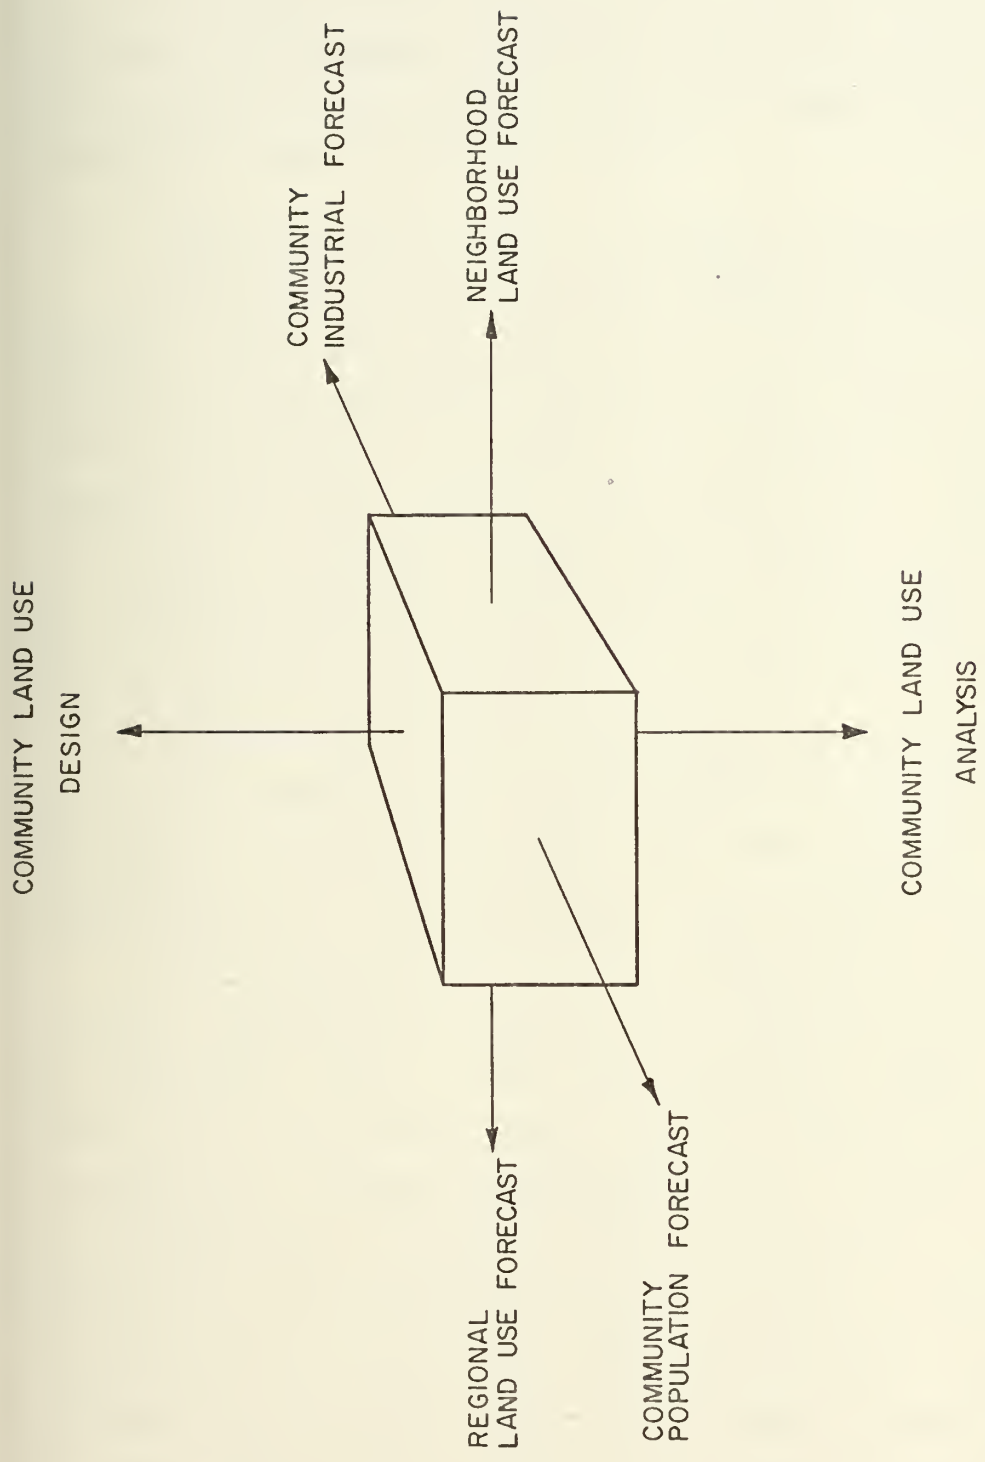 COMMUNITY LAND USE
DESIGN
COMMUNITY
INDUSTRIAL FORECAST
NEIGHBORHOOD
LAND USE FORECAST
REGIONAL
LAND USE FORECAST
COMMUNITY
POPULATION FORECAST
COMMUNITY LAND USE
ANALYSIS